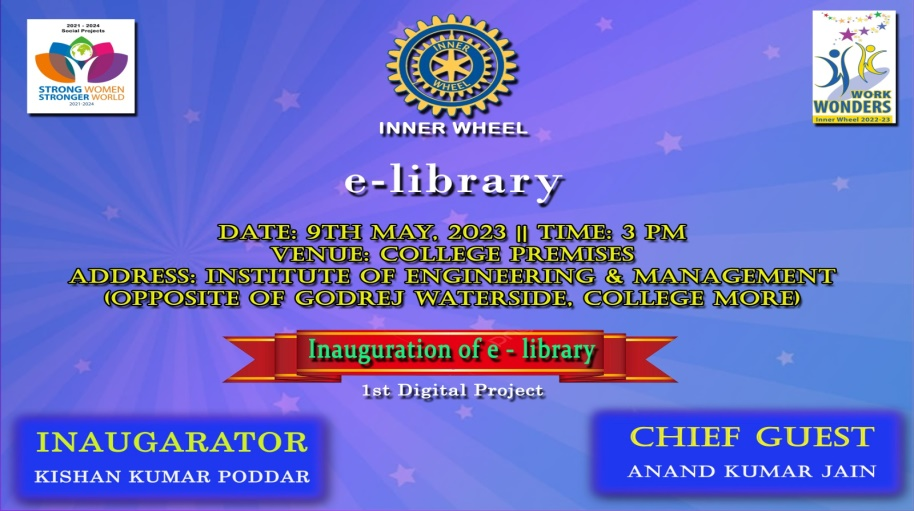 2021 - 2024
Social Projects
STRONG WOMEN
STRONGER WORLD
2021-2024
INNER
WHEEL
INNER WHEEL
WORK
WONDERS
Inner Wheel 2022-23
e-library
DATE: 9TH MAY, 2023 || TIME: 3 PM
VENUE: COLLEGE PREMISES
ADDRESS: INSTITUTE OF ENGINEERING & MANAGEMENT
(OPPOSITE OF GODREJ WATERSIDE, COLLEGE MORE)
Inauguration of e - library
1st Digital Project
INAUGARATOR
KISHAN KUMAR PODDAR
CHIEF GUEST
ANAND KUMAR JAIN